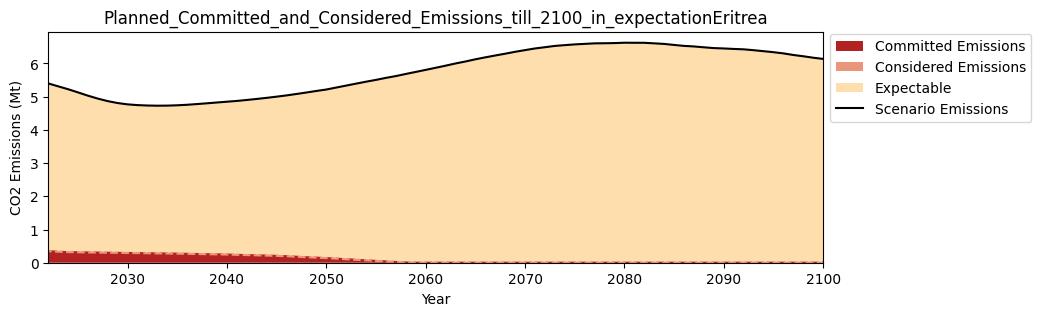 Planned_Committed_and_Considered_Emissions_till_2100_in_expectationEritrea
Committed Emissions
Considered Emissions
Expectable
Scenario Emissions
CO2 Emissions (Mt)
6
5
4
3
2
1
0
2030 2040 2050 2060 2070 2080 2090 2100
Year